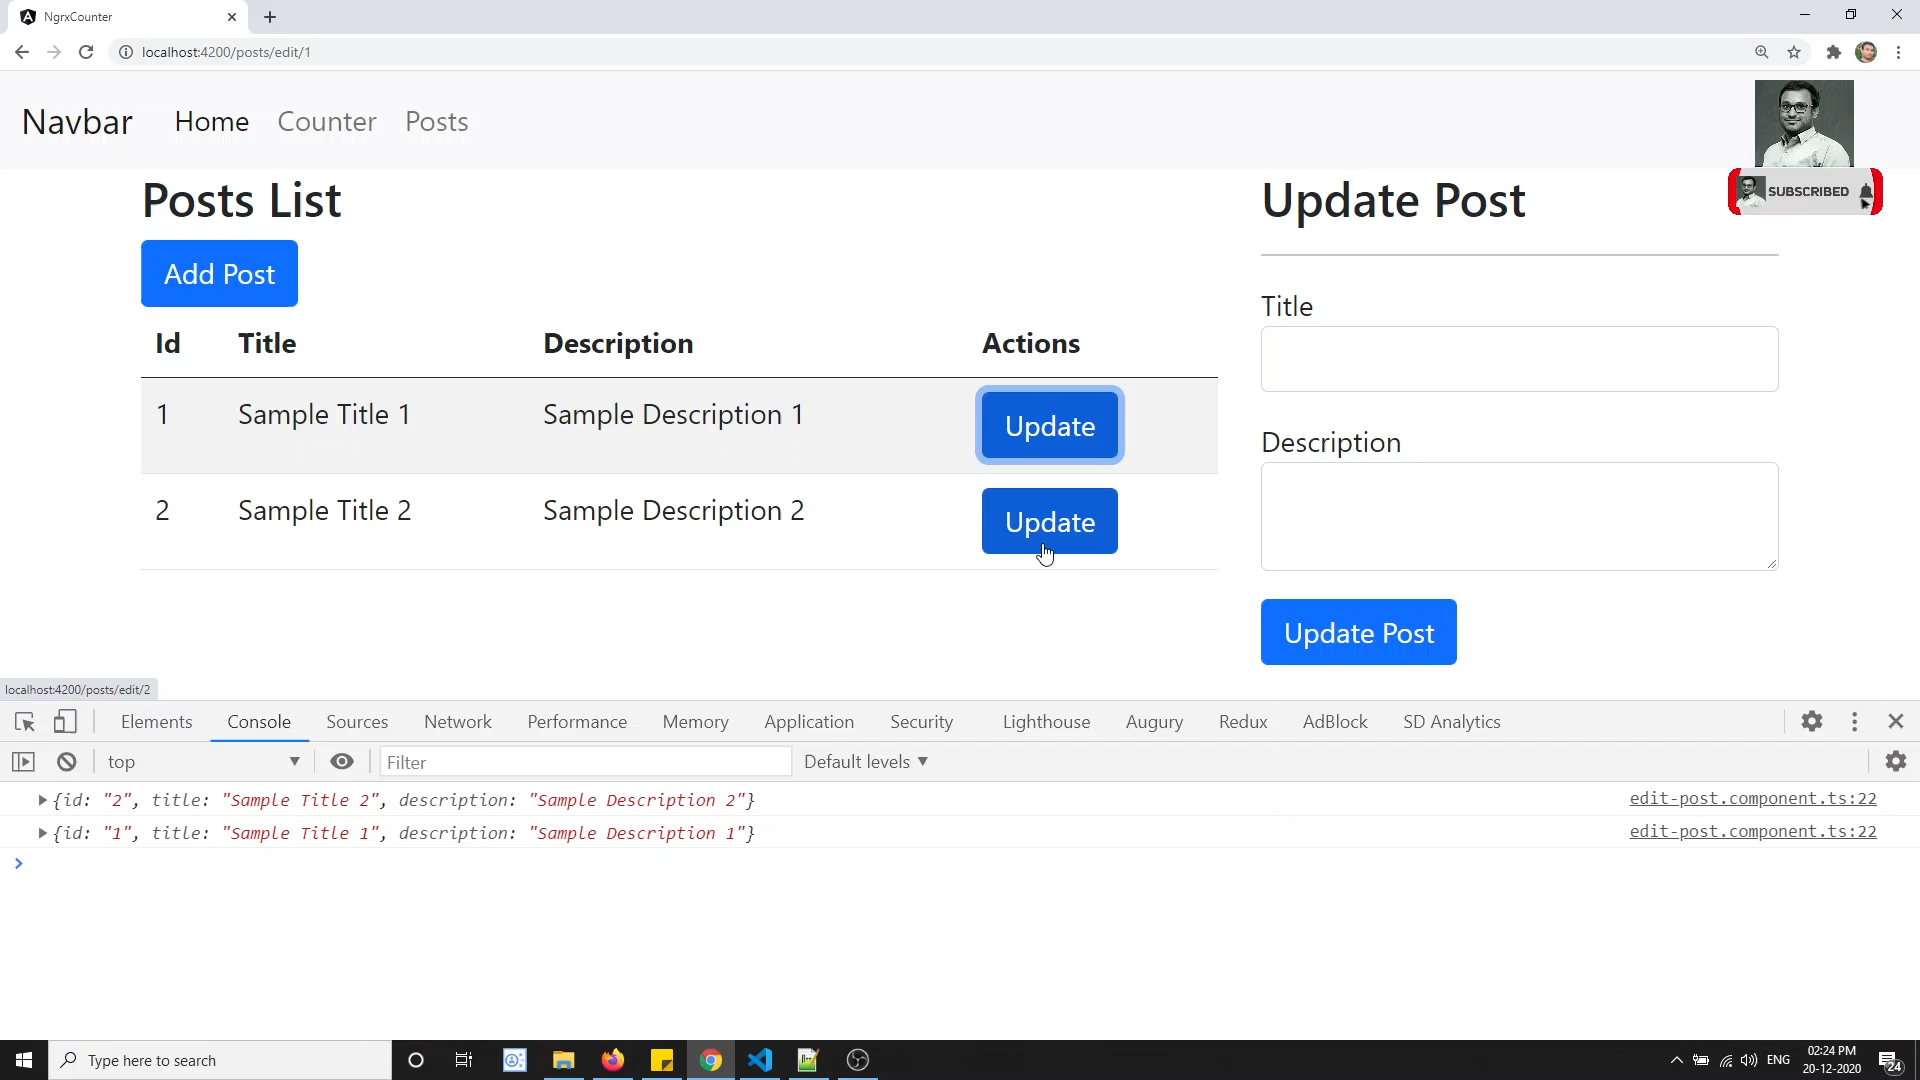 NgrxCounter
localhost:4200/posts/edit/1
Navbar Home Counter Posts
SUBSCRIBED
Posts List
Add Post
Id Title Description Actions
1 Sample Title 1 Sample Description 1 Update
2 Sample Title 2 Sample Description 2 Update
Update Post
Title
Description
Update Post
localhost:4200/posts/edit/2
Elements Console Sources Network Performance Memory Application Security Lighthouse Augury Redux AdBlock SD Analytics
top Filter Default levels
{id: "2", title: "Sample Title 2", description: "Sample Description 2"} edit-post.component.ts:22
{id: "1", title: "Sample Title 1", description: "Sample Description 1"} edit-post.component.ts:22
Type here to search
ENG
02:24 PM
20-12-2020
24